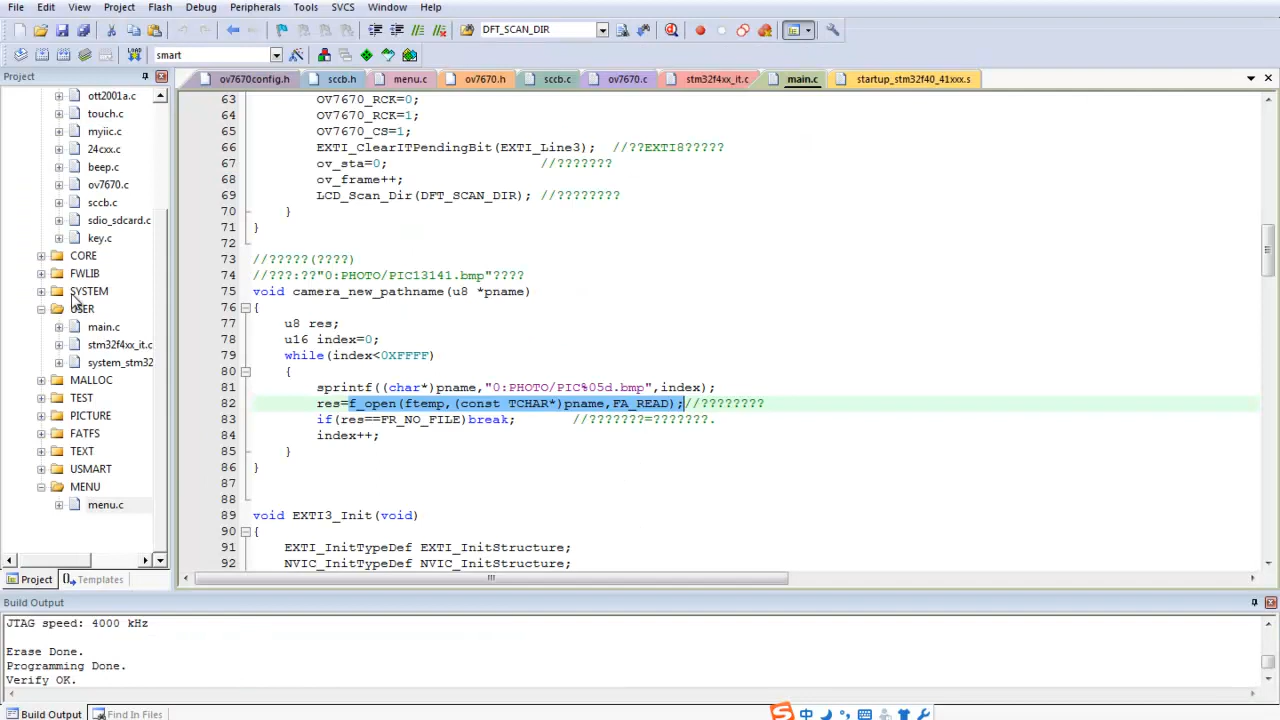 File Edit View Project Flash Debug Peripherals Tools SVCS Window Help
DFT_SCAN_DIR
LOAD smart
Project
ov7670config.h sccb.h menu.c ov7670.h sccb.c ov7670.c stm32f4xx_it.c main.c startup_stm32f40_41xxx.s
ott2001a.c
touch.c
myiic.c
24cxx.c
beep.c
ov7670.c
sccb.c
sdio_sdcard.c
key.c
CORE
FWLIB
SYSTEM
USER
main.c
stm32f4xx_it.c
system_stm32
MALLOC
TEST
PICTURE
FATFS
TEXT
USMART
MENU
menu.c
Project Templates
63 OV7670_RCK=0;
64 OV7670_RCK=1;
65 OV7670_CS=1;
66 EXTI_ClearITPendingBit(EXTI_Line3); //??EXTI8?????
67 ov_sta=0; //???????
68 ov_frame++;
69 LCD_Scan_Dir(DFT_SCAN_DIR); //????????
70 }
71 }
72
73 //?????(????)
74 //???:??"0:PHOTO/PIC13141.bmp"????
75 void camera_new_pathname(u8 *pname)
76 {
77 u8 res;
78 u16 index=0;
79 while(index<0XFFFF)
80 {
81 sprintf((char*)pname,"0:PHOTO/PIC%05d.bmp",index);
82 res=f_open(ftemp,(const TCHAR*)pname,FA_READ);//????????
83 if(res==FR_NO_FILE)break; //???????=???????.
84 index++;
85 }
86 }
87
88
89 void EXTI3_Init(void)
90 {
91 EXTI_InitTypeDef EXTI_InitStructure;
92 NVIC_InitTypeDef NVIC_InitStructure;
Build Output
JTAG speed: 4000 kHz
Erase Done.
Programming Done.
Verify OK.
Build Output Find In Files
中